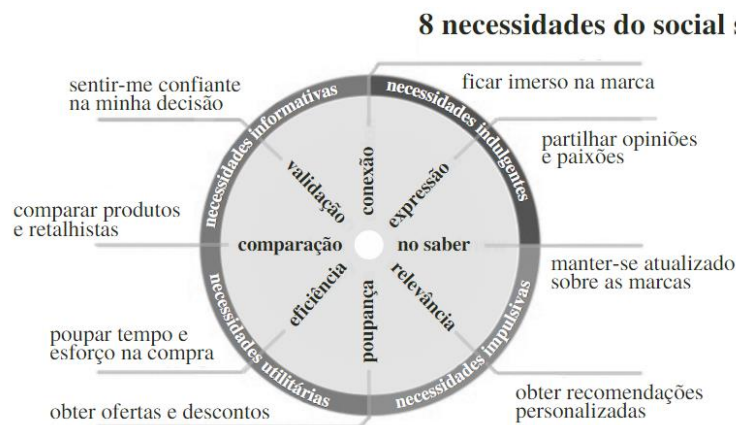 8 necessidades do social s
sentir-me confiante
na minha decisão
ficar imerso na marca
partilhar opiniões
e paixões
comparar produtos
e retalhistas
manter-se atualizado
sobre as marcas
poupar tempo e
esforço na compra
obter recomendações
personalizadas
obter ofertas e descontos
necessidades informativas
necessidades indulgentes
necessidades utilitárias
necessidades impulsivas
validação
conexão
expressão
comparação
no saber
eficiência
poupança
relevância